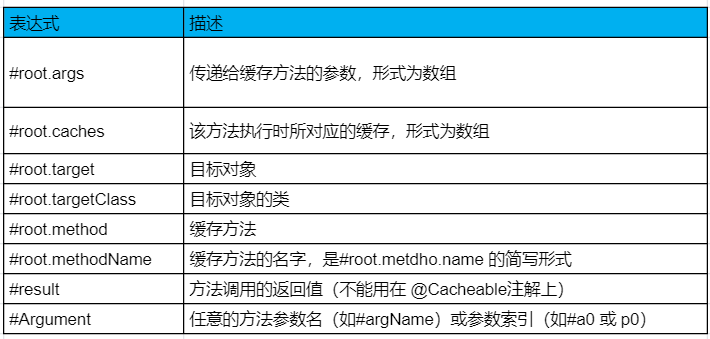 表达式 描述
#root.args 传递给缓存方法的参数，形式为数组
#root.caches 该方法执行时所对应的缓存，形式为数组
#root.target 目标对象
#root.targetClass 目标对象的类
#root.method 缓存方法
#root.methodName 缓存方法的名字，是#root.metdho.name 的简写形式
#result 方法调用的返回值（不能用在 @Cacheable注解上）
#Argument 任意的方法参数名（如#argName）或参数索引（如#a0 或 p0）